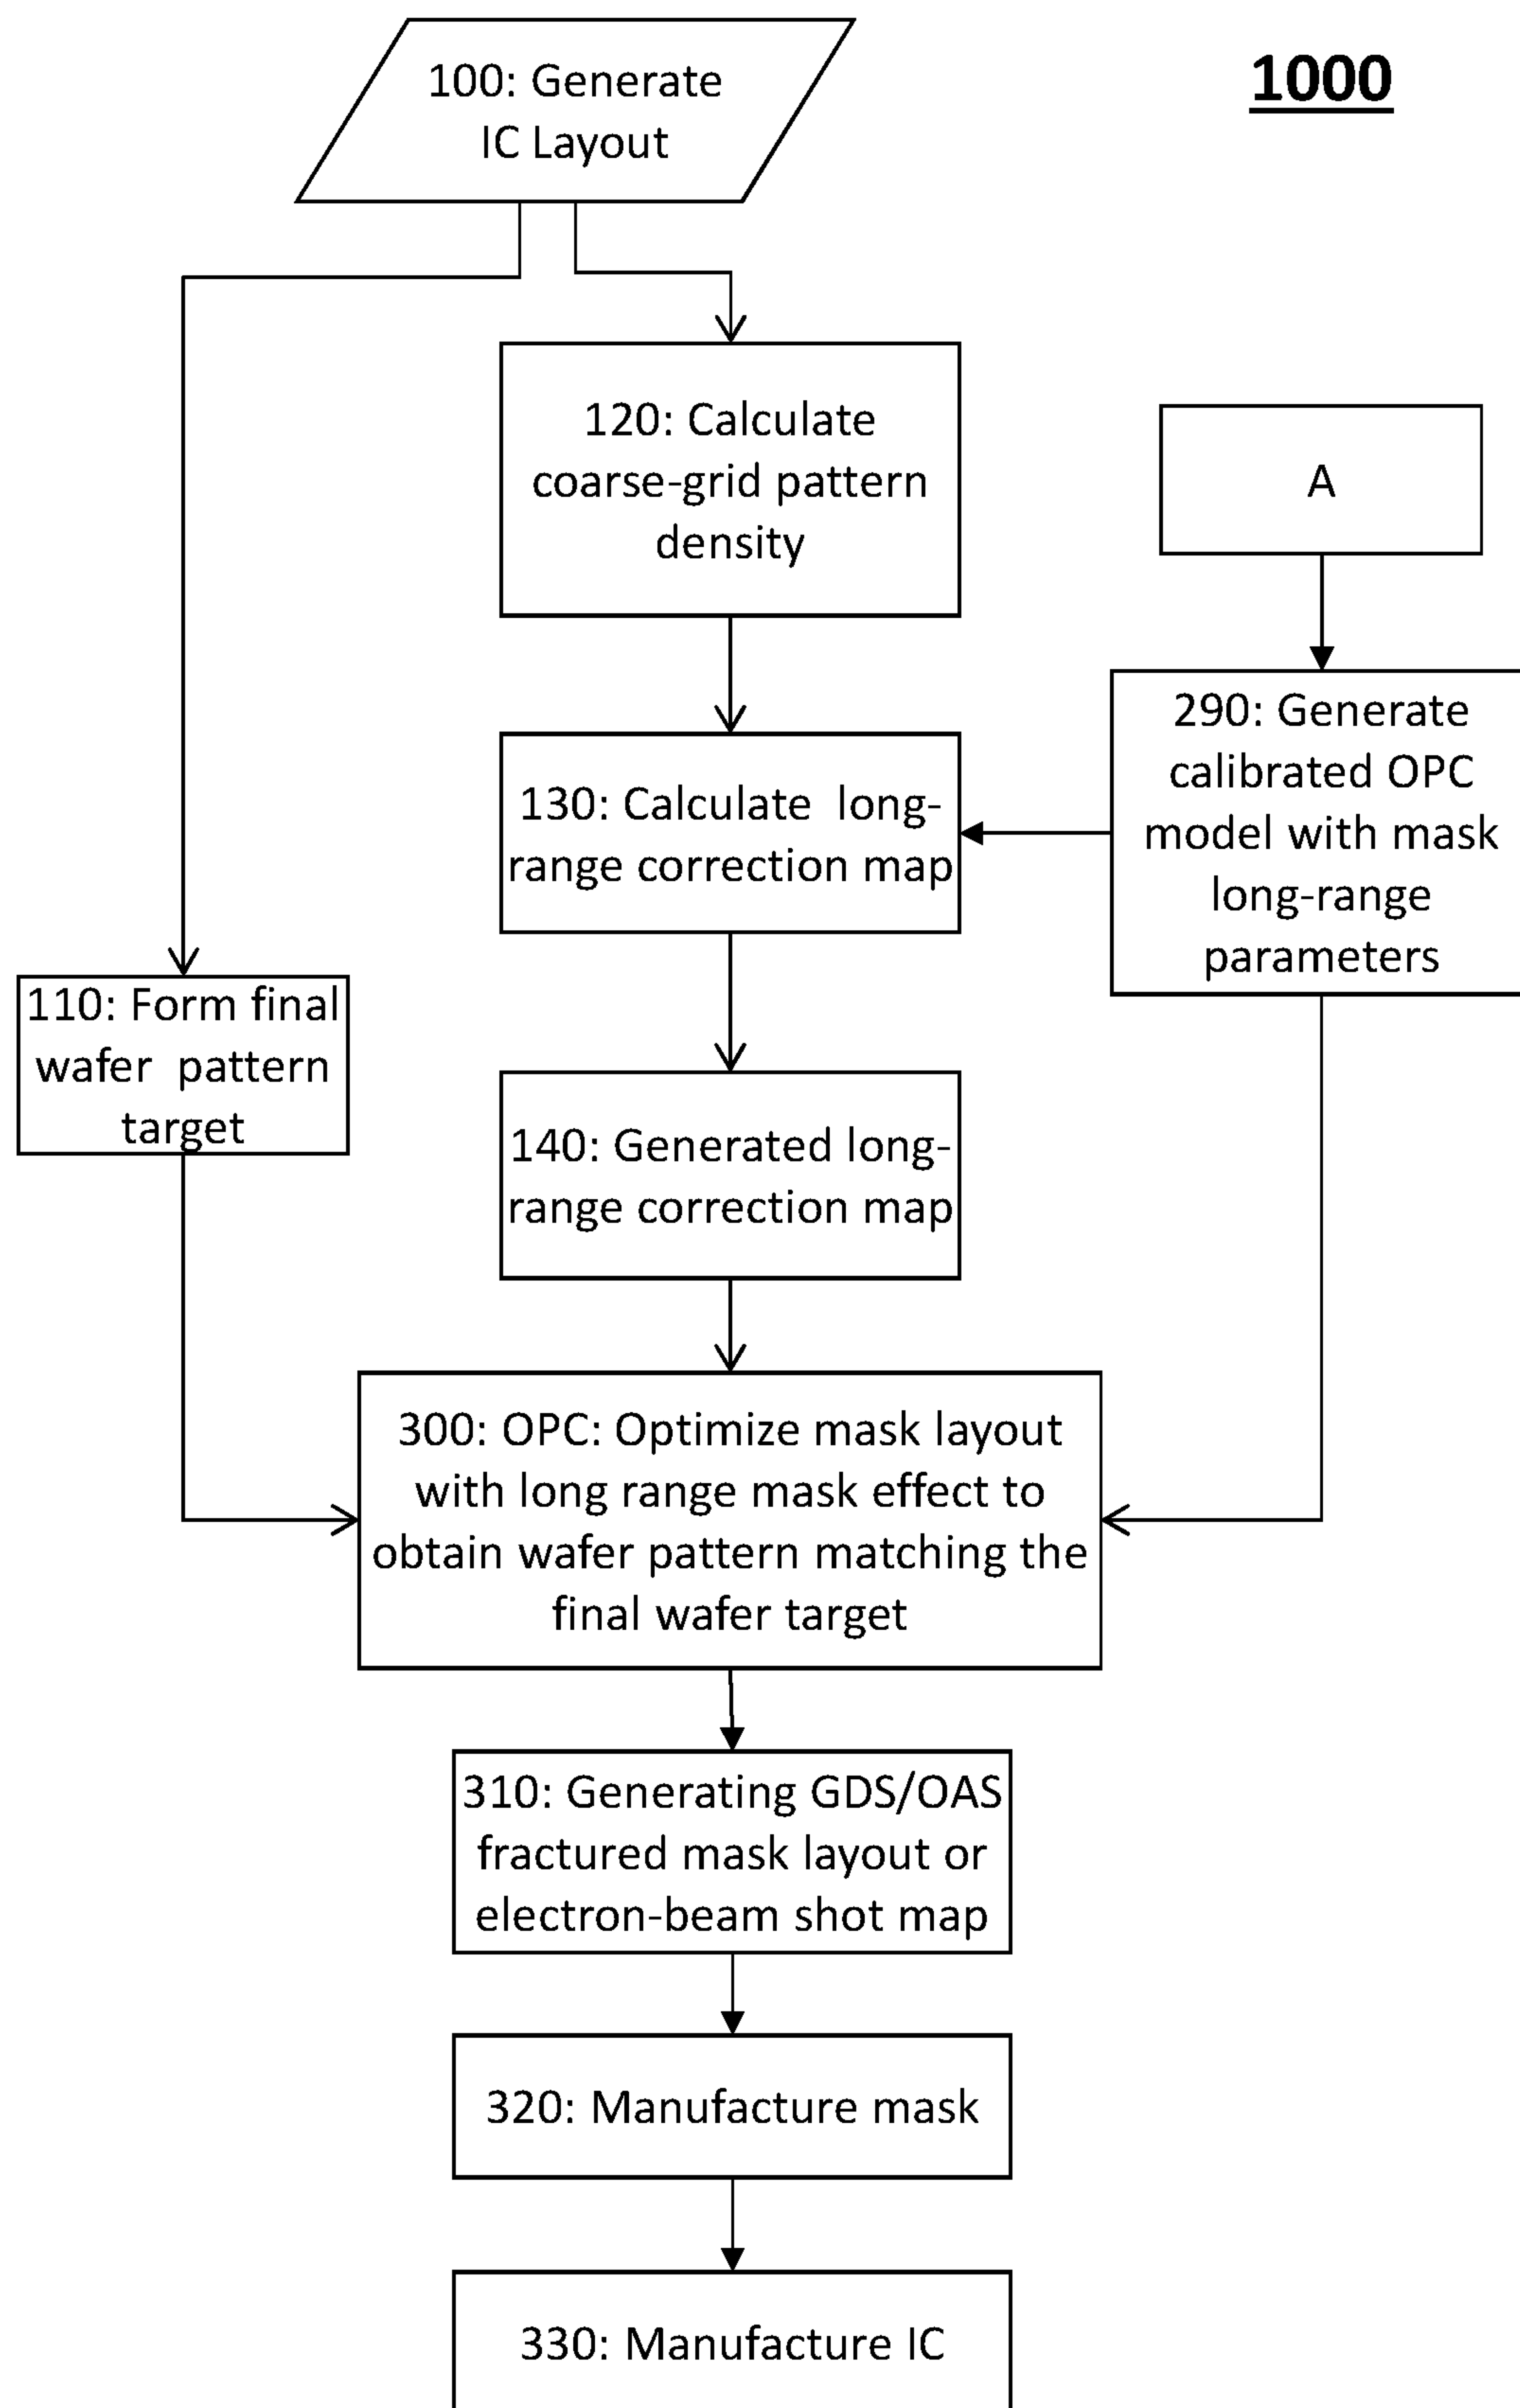 1000
100: Generate
IC Layout
120: Calculate
coarse-grid pattern
density
A
130: Calculate  long-
range correction map
290: Generate
calibrated OPC
model with mask
long-range
parameters
110: Form final
wafer  pattern
target
140: Generated long-
range correction map
300: OPC: Optimize mask layout
with long range mask effect to
obtain wafer pattern matching the
final wafer target
310: Generating GDS/OAS
fractured mask layout or
electron-beam shot map
320: Manufacture mask
330: Manufacture IC